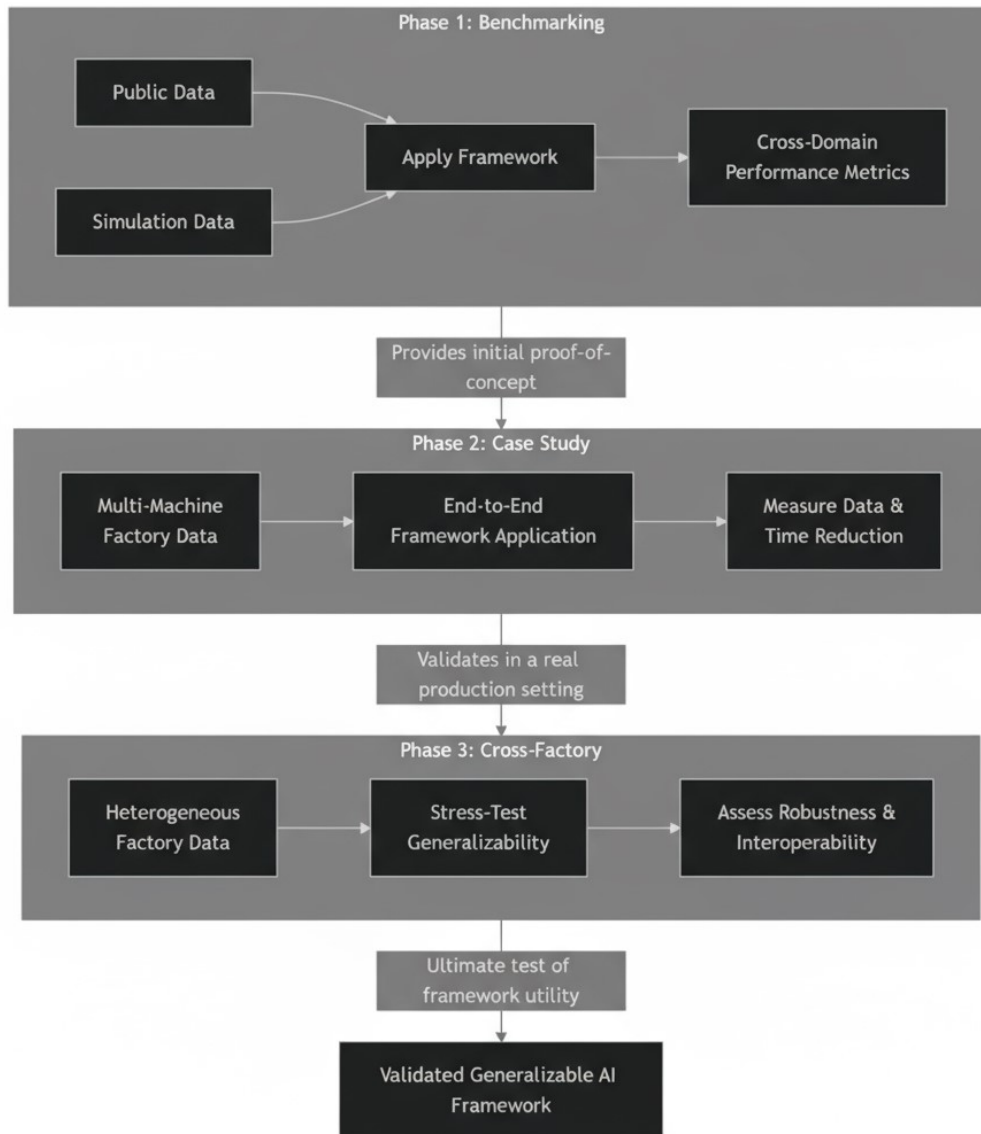 Phase 1: Benchmarking
Public Data
Simulation Data
Apply Framework
Cross-Domain
Performance Metrics
Provides initial proof-of-
concept
Phase 2: Case Study
Multi-Machine
Factory Data
End-to-End
Framework Application
Measure Data &
Time Reduction
Validates in a real
production setting
Phase 3: Cross-Factory
Heterogeneous
Factory Data
Stress-Test
Generalizability
Assess Robustness &
Interoperability
Ultimate test of
framework utility
Validated Generalizable AI
Framework